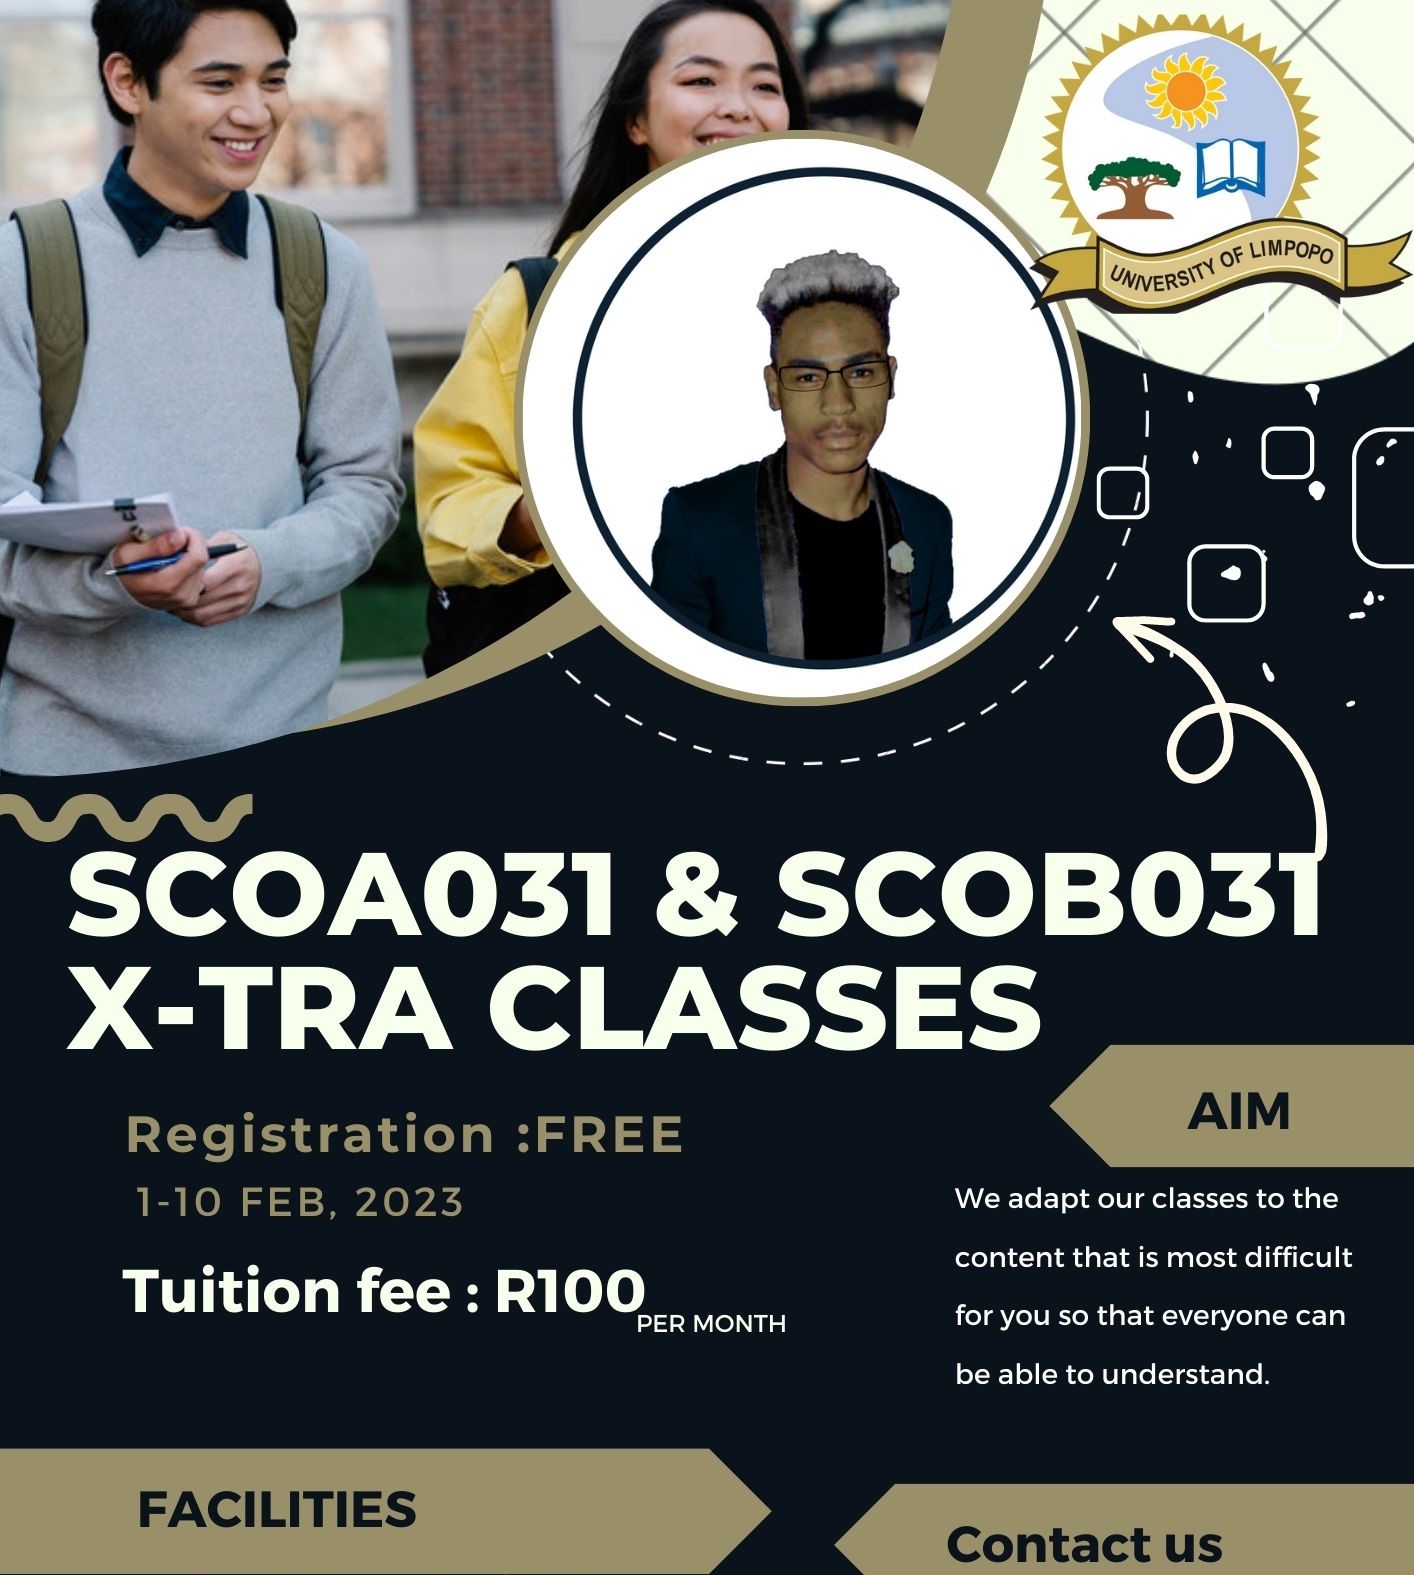 UNIVERSITY OF LIMPOPO
SCOA031 & SCOB031
X-TRA CLASSES
Registration :FREE
1-10 FEB, 2023
Tuition fee : R100
PER MONTH
AIM
We adapt our classes to the
content that is most difficult
for you so that everyone can
be able to understand.
FACILITIES
Contact us